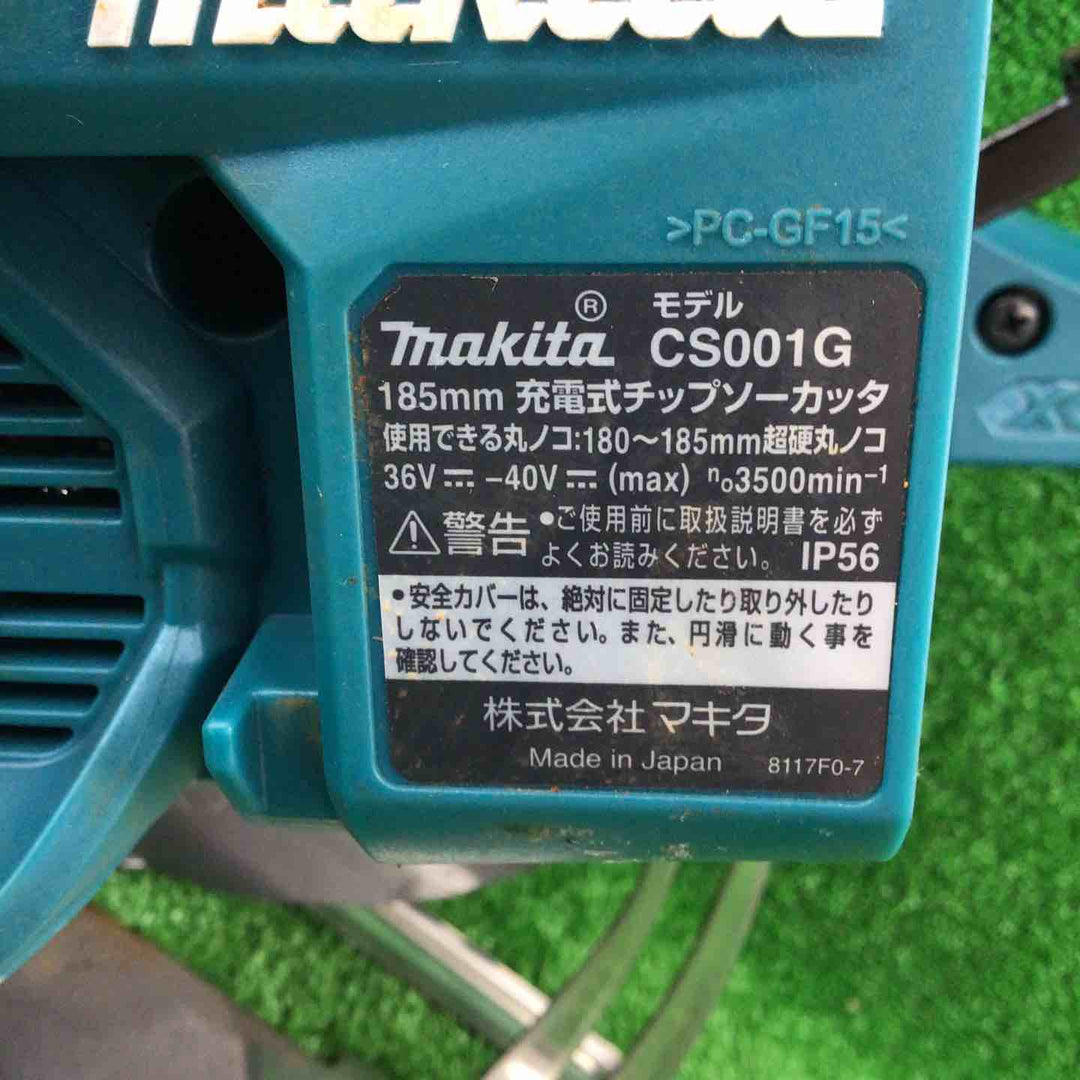 makita
>PC-GF15<
makita® モデル
CS001G
185mm 充電式チップソーカッタ
使用できる丸ノコ:180〜185mm超硬丸ノコ
36V⎓ -40V⎓ (max) n₀3500min⁻¹
⚠警告 •ご使用前に取扱説明書を必ず
よくお読みください。 IP56
•安全カバーは、絶対に固定したり取り外したり
しないでください。また、円滑に動く事を
確認してください。
株式会社マキタ
Made in Japan 8117F0-7